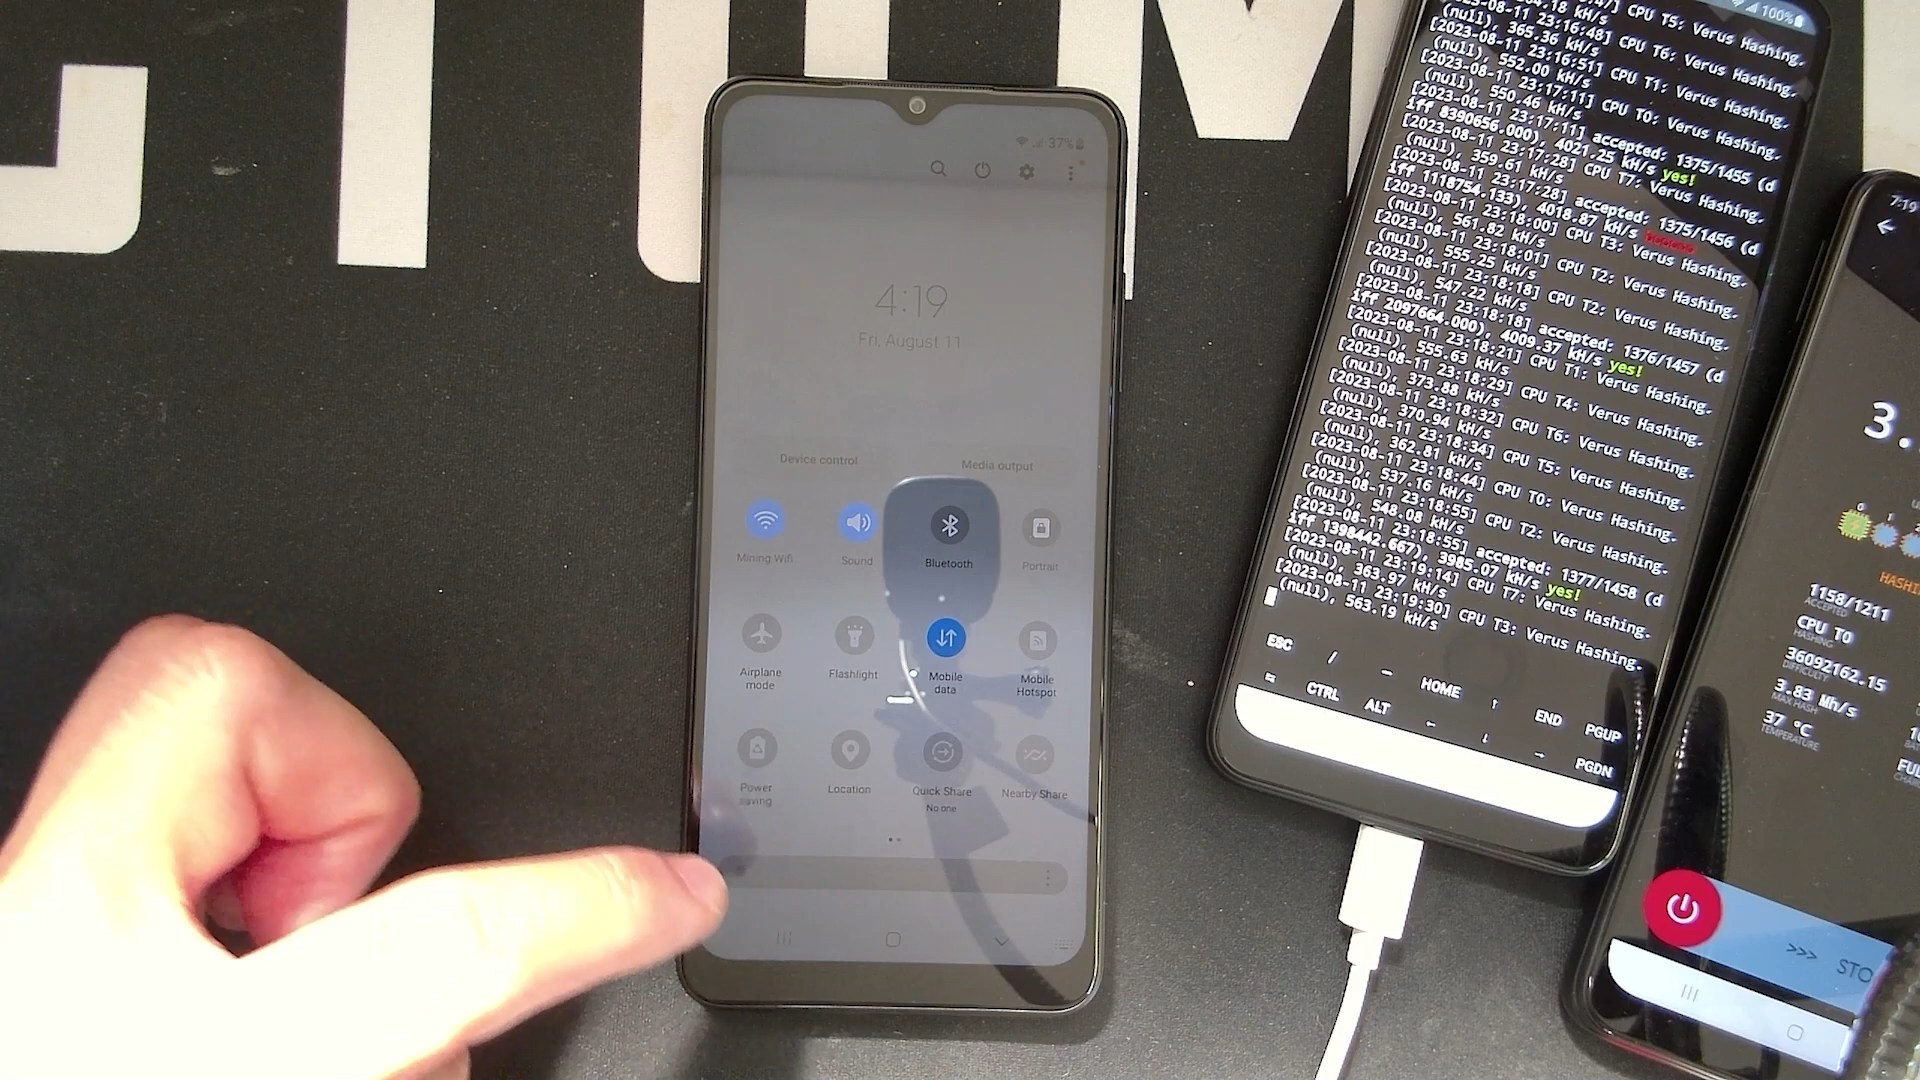 37%
4:19
Fri, August 11
Device control
Media output
Mining Wifi
Sound
Bluetooth
Portrait
Airplane
mode
Flashlight
Mobile
data
Mobile
Hotspot
Power
saving
Location
Quick Share
No one
Nearby Share
100%
CPU T5: Verus Hashing.
(null), 365.36 kH/s
[2023-08-11 23:16:51] CPU T1: Verus Hashing.
(null), 552.00 kH/s
[2023-08-11 23:17:11] CPU T0: Verus Hashing.
(null), 550.46 kH/s
[2023-08-11 23:17:11] accepted: 1375/1455 (d
iff 8390656.000), 4021.25 kH/s yes!
[2023-08-11 23:17:28] CPU T7: Verus Hashing.
(null), 359.61 kH/s
[2023-08-11 23:17:28] accepted: 1375/1456 (d
iff 1118754.133), 4018.87 kH/s
[2023-08-11 23:18:00] CPU T3: Verus Hashing.
(null), 561.82 kH/s
[2023-08-11 23:18:01] CPU T2: Verus Hashing.
(null), 555.25 kH/s
[2023-08-11 23:18:18] CPU T2: Verus Hashing.
(null), 547.22 kH/s
[2023-08-11 23:18:18] accepted: 1376/1457 (d
iff 2097664.000), 4009.37 kH/s yes!
[2023-08-11 23:18:21] CPU T1: Verus Hashing.
(null), 555.63 kH/s
[2023-08-11 23:18:29] CPU T4: Verus Hashing.
(null), 373.88 kH/s
[2023-08-11 23:18:32] CPU T6: Verus Hashing.
(null), 370.94 kH/s
[2023-08-11 23:18:34] CPU T5: Verus Hashing.
(null), 362.81 kH/s
[2023-08-11 23:18:44] CPU T0: Verus Hashing.
(null), 537.16 kH/s
[2023-08-11 23:18:55] CPU T2: Verus Hashing.
(null), 548.08 kH/s
[2023-08-11 23:18:55] accepted: 1377/1458 (d
iff 1398442.667), 3985.07 kH/s yes!
[2023-08-11 23:19:14] CPU T7: Verus Hashing.
(null), 363.97 kH/s
[2023-08-11 23:19:30] CPU T3: Verus Hashing.
(null), 563.19 kH/s
ESC / — HOME ↑ END PGUP
CTRL ALT ← ↓ → PGDN
7:19
3.
0 1
HASHI
1158/1211
ACCEPTED
CPU T0
HASHING
36092162.15
DIFFICULTY
3.83 Mh/s
MAX HASH
37 °C
TEMPERATURE
FUL
>>> STO